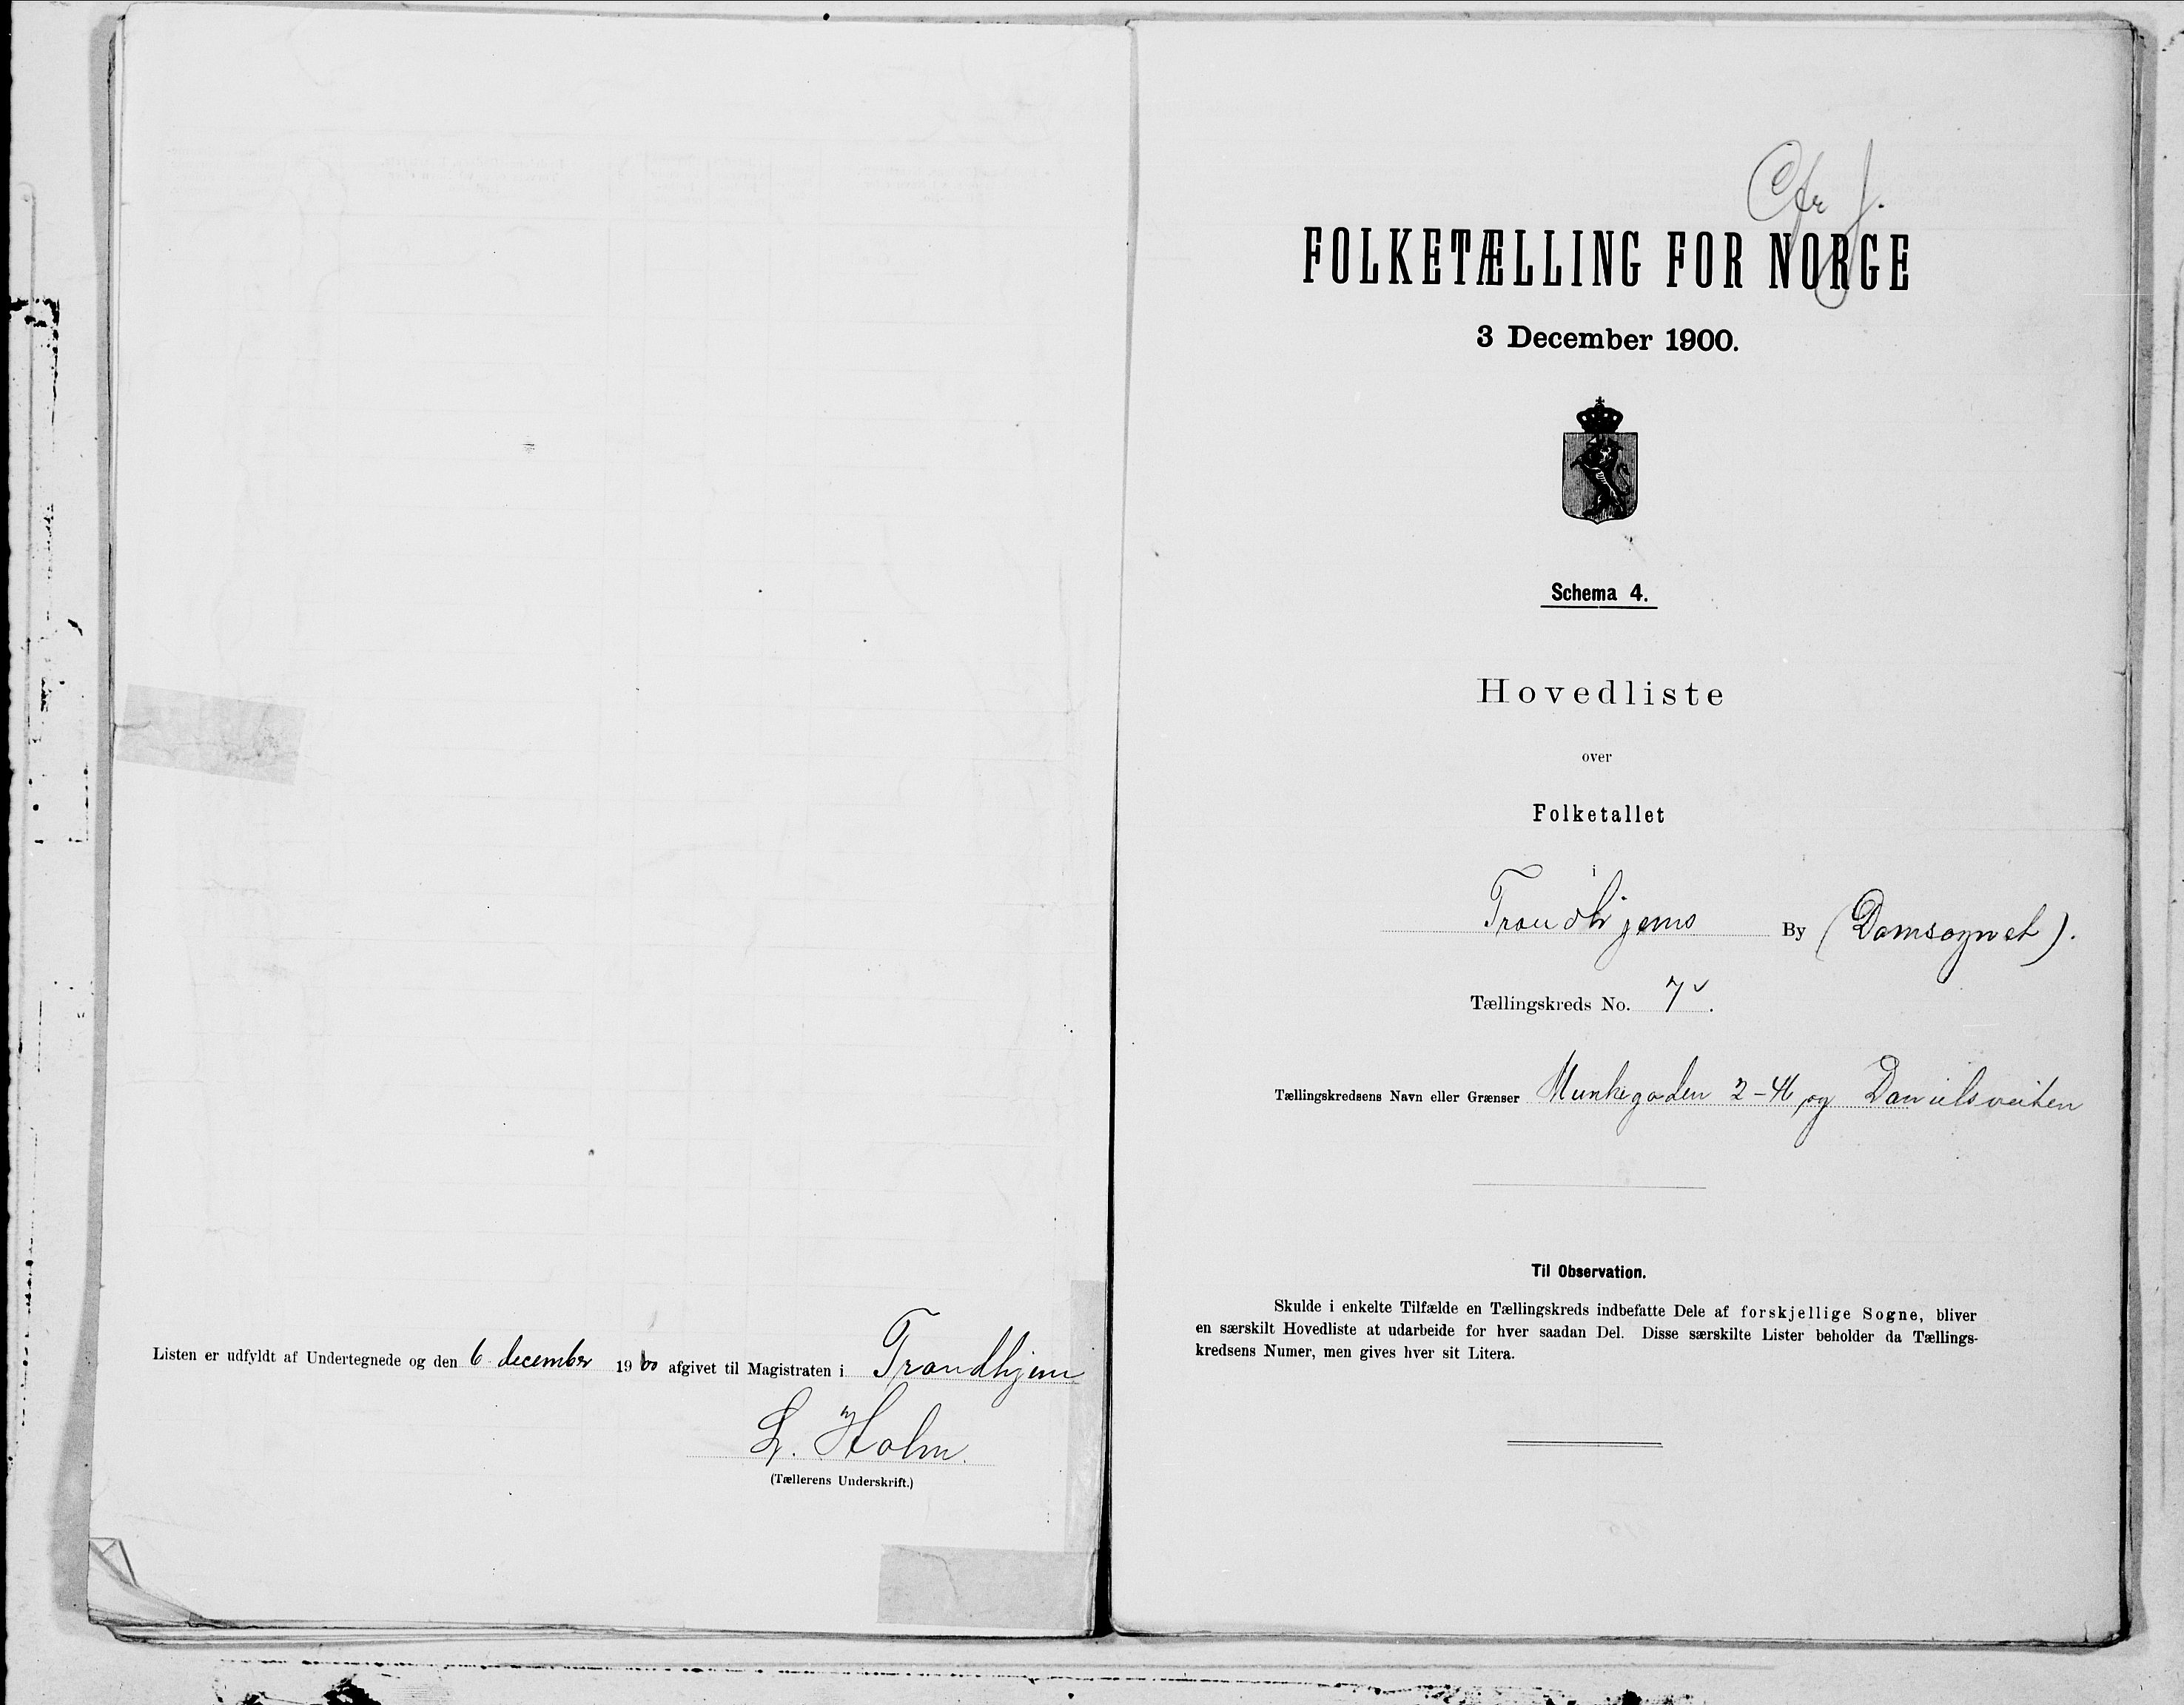 Listen er udfyldt af Undertegnede og den 6 december 1900 afgivet til Magistraten i Trondhjem
L. Holm.
(Tællerens Underskrift.)
Cfr
FOLKETÆLLING FOR NORGE
3 December 1900.
Schema 4.
Hovedliste
over
Folketallet
i
Trondhjems By (Domsognet).
Tællingskreds No. 7.
Tællingskredsens Navn eller Grænser Munkegaden 2- og Danielsveiten
Til Observation.
Skulde i enkelte Tilfælde en Tællingskreds indbefatte Dele af forskjellige Sogne, bliver
en særskilt Hovedliste at udarbeide for hver saadan Del. Disse særskilte Lister beholder da Tællings-
kredsens Numer, men gives hver sit Litera.